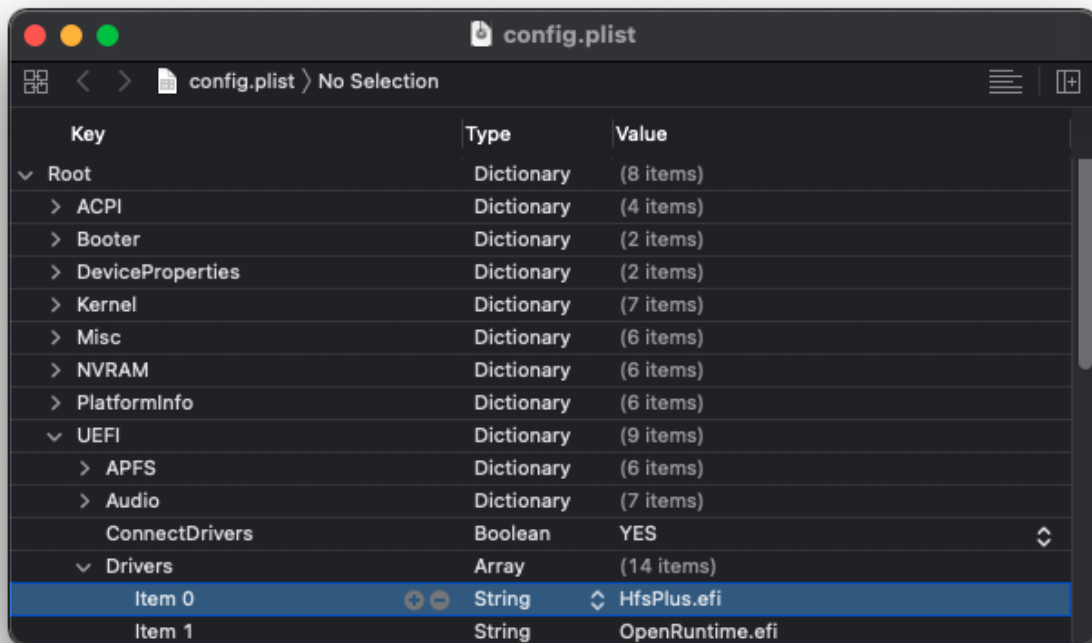 config.plist
config.plist No Selection
Key Type Value
Root Dictionary (8 items)
ACPI Dictionary (4 items)
Booter Dictionary (2 items)
DeviceProperties Dictionary (2 items)
Kernel Dictionary (7 items)
Misc Dictionary (6 items)
NVRAM Dictionary (6 items)
PlatformInfo Dictionary (6 items)
UEFI Dictionary (9 items)
APFS Dictionary (6 items)
Audio Dictionary (7 items)
ConnectDrivers Boolean YES
Drivers Array (14 items)
Item 0 String HfsPlus.efi
Item 1 String OpenRuntime.efi